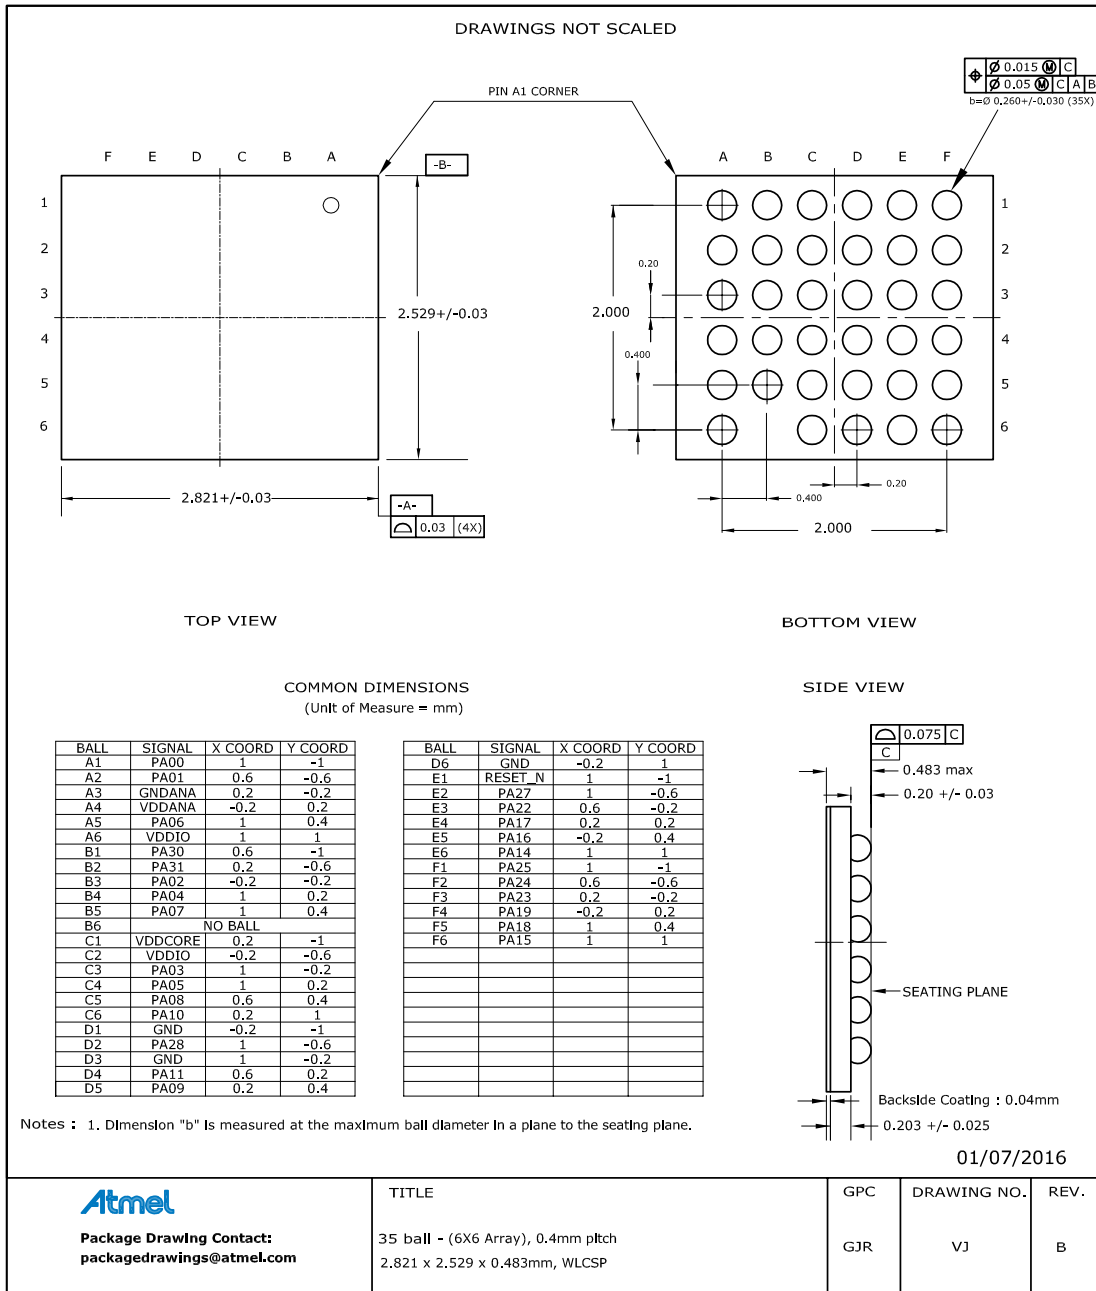 DRAWINGS NOT SCALED
PIN A1 CORNER
Ø 0.015 Ⓜ C
Ø 0.05 Ⓜ C A B
b=Ø 0.260+/-0.030 (35X)
F E D C B A
-B-
1
2
3
4
5
6
2.529+/-0.03
2.821+/-0.03
-A-
0.03 (4X)
A B C D E F
1
2
3
4
5
6
0.20
2.000
0.400
0.20
0.400
2.000
TOP VIEW
BOTTOM VIEW
COMMON DIMENSIONS
(Unit of Measure = mm)
SIDE VIEW
BALL SIGNAL X COORD Y COORD
A1 PA00 1 -1
A2 PA01 0.6 -0.6
A3 GNDANA 0.2 -0.2
A4 VDDANA -0.2 0.2
A5 PA06 1 0.4
A6 VDDIO 1 1
B1 PA30 0.6 -1
B2 PA31 0.2 -0.6
B3 PA02 -0.2 -0.2
B4 PA04 1 0.2
B5 PA07 1 0.4
B6 NO BALL
C1 VDDCORE 0.2 -1
C2 VDDIO -0.2 -0.6
C3 PA03 1 -0.2
C4 PA05 1 0.2
C5 PA08 0.6 0.4
C6 PA10 0.2 1
D1 GND -0.2 -1
D2 PA28 1 -0.6
D3 GND 1 -0.2
D4 PA11 0.6 0.2
D5 PA09 0.2 0.4
BALL SIGNAL X COORD Y COORD
D6 GND -0.2 1
E1 RESET_N 1 -1
E2 PA27 1 -0.6
E3 PA22 0.6 -0.2
E4 PA17 0.2 0.2
E5 PA16 -0.2 0.4
E6 PA14 1 1
F1 PA25 1 -1
F2 PA24 0.6 -0.6
F3 PA23 0.2 -0.2
F4 PA19 -0.2 0.2
F5 PA18 1 0.4
F6 PA15 1 1
0.075 C
C
0.483 max
0.20 +/- 0.03
SEATING PLANE
Backside Coating : 0.04mm
0.203 +/- 0.025
Notes : 1. Dimension "b" is measured at the maximum ball diameter in a plane to the seating plane.
01/07/2016
Atmel
Package Drawing Contact:
packagedrawings@atmel.com
TITLE
35 ball - (6X6 Array), 0.4mm pitch
2.821 x 2.529 x 0.483mm, WLCSP
GPC
GJR
DRAWING NO.
VJ
REV.
B